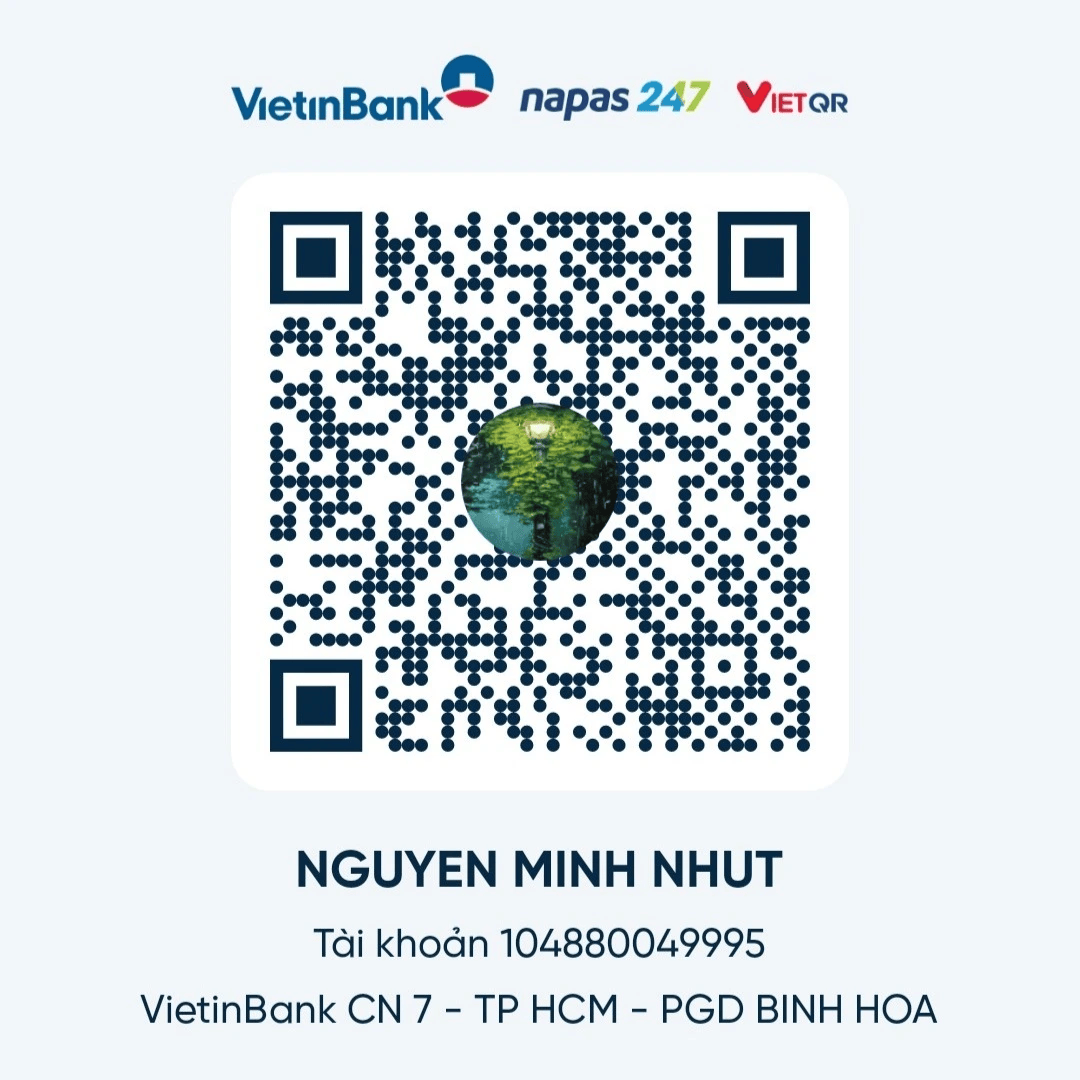 VietinBank napas 247 VIETQR
NGUYEN MINH NHUT
Tài khoản 104880049995
VietinBank CN 7 - TP HCM - PGD BINH HOA